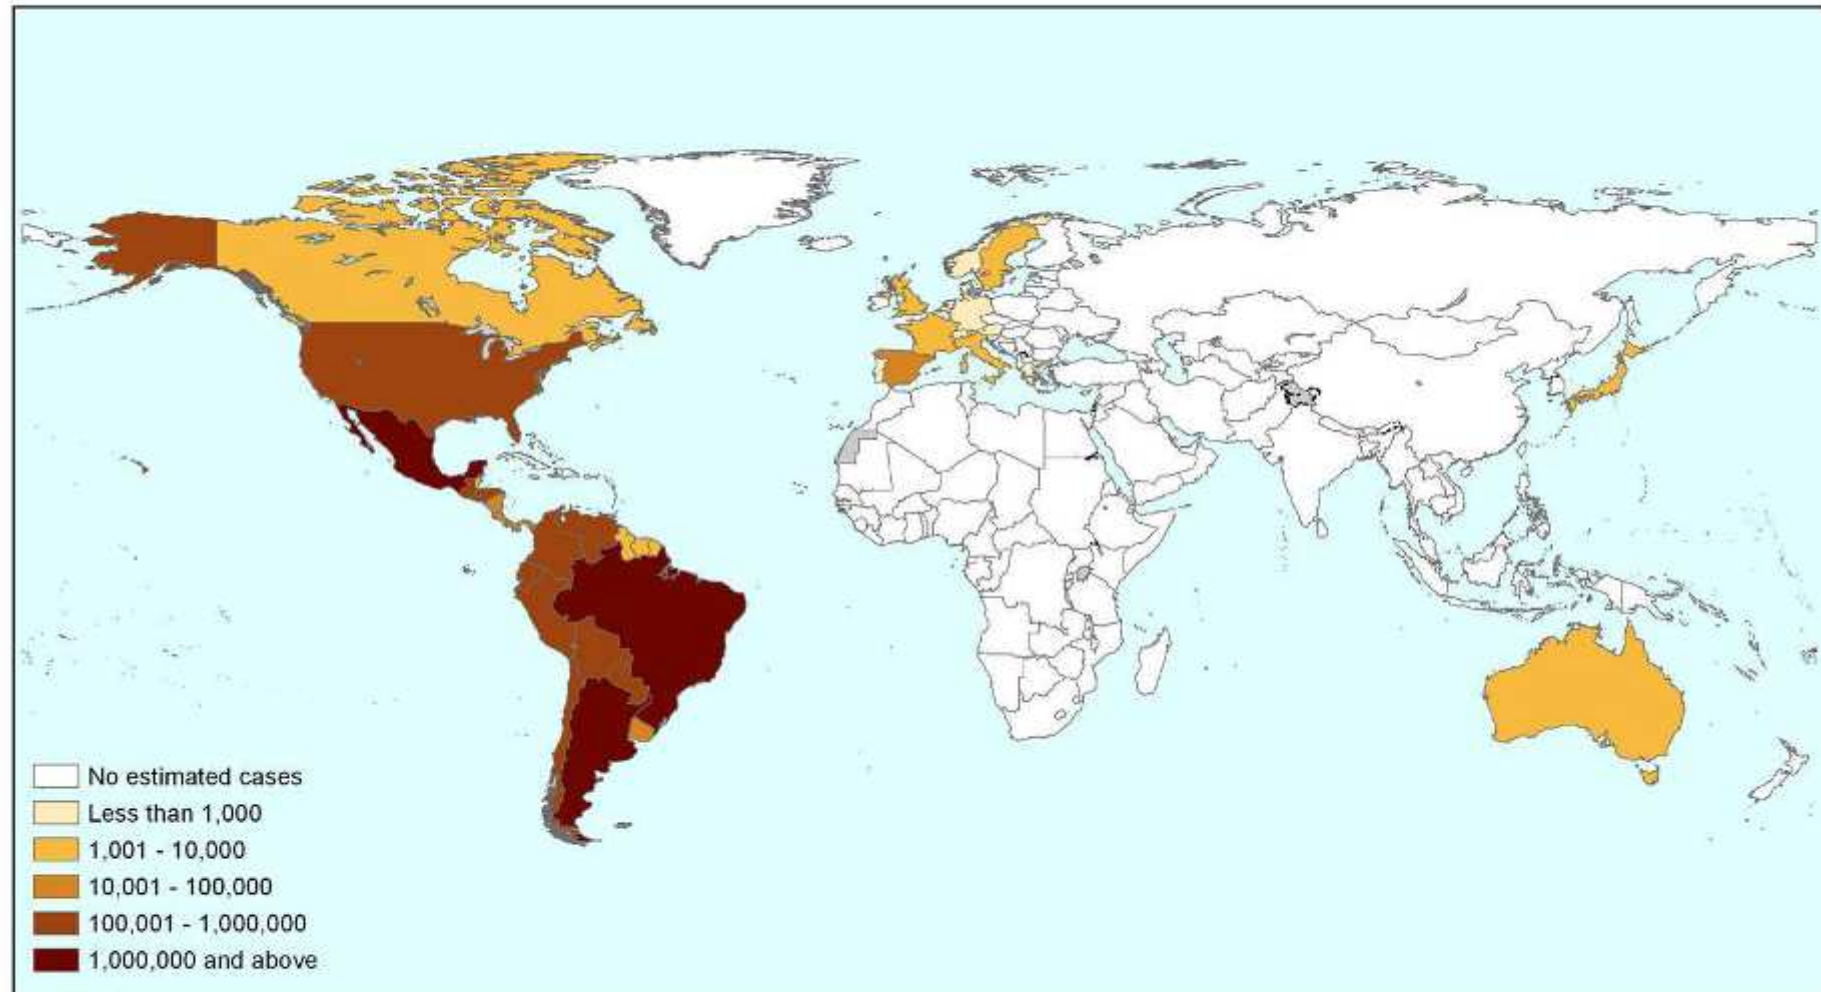 No estimated cases
Less than 1,000
1,001 - 10,000
10,001 - 100,000
100,001 - 1,000,000
1,000,000 and above